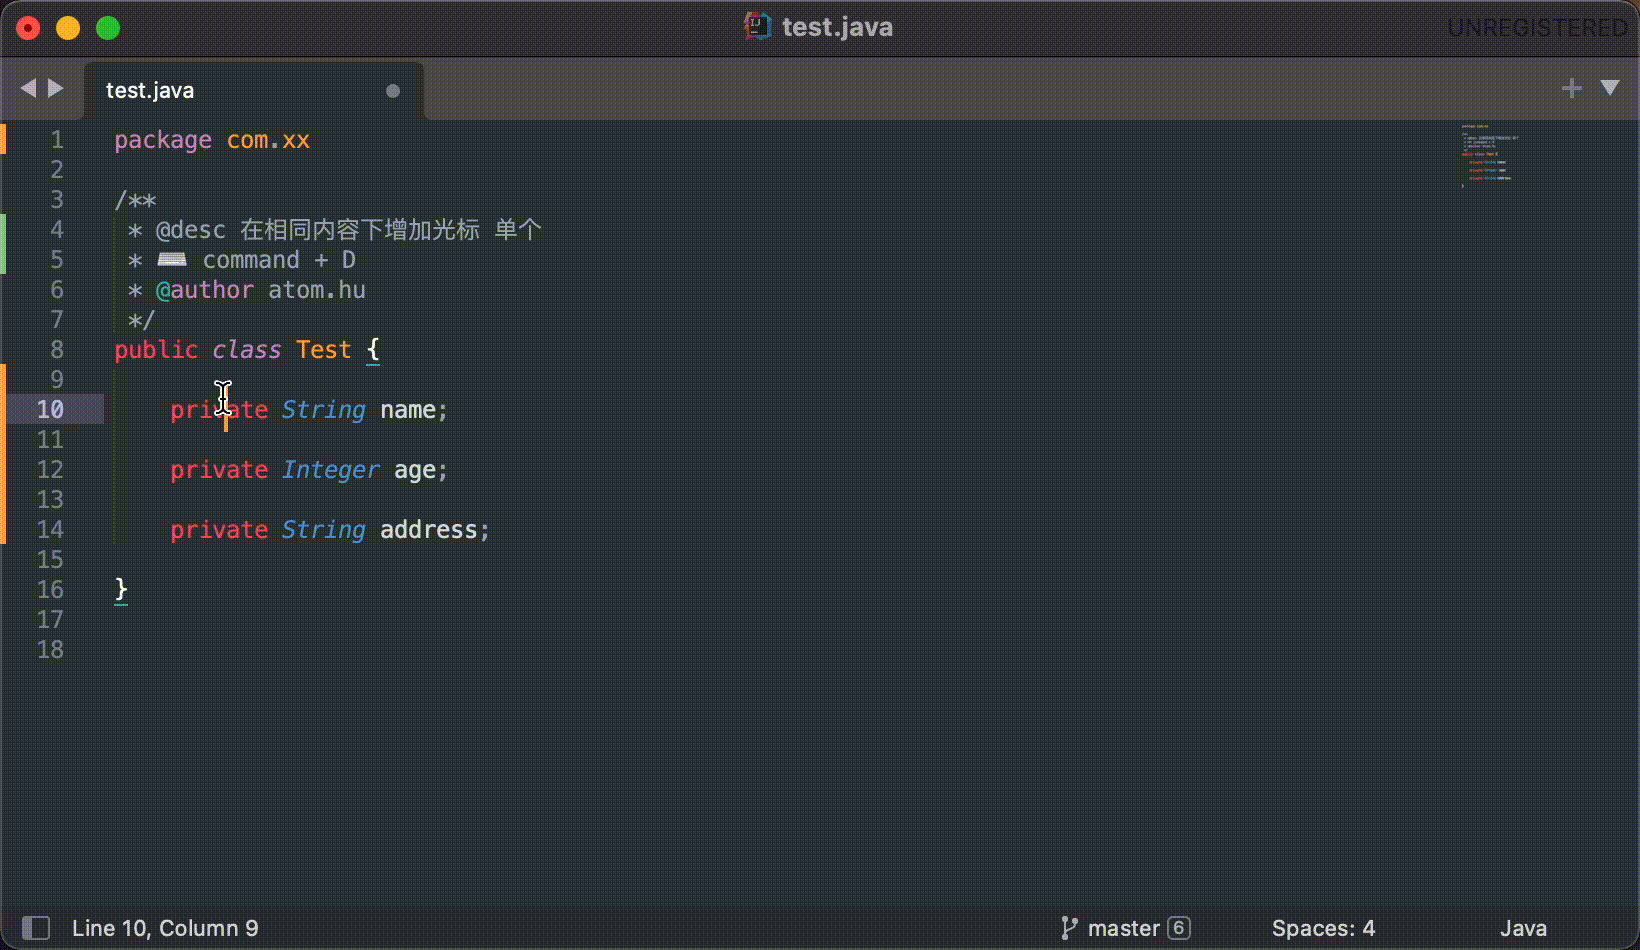 test.java
UNREGISTERED
test.java
1 package com.xx
2
3 /**
4  * @desc 在相同内容下增加光标 单个
5  * ⌨️ command + D
6  * @author atom.hu
7  */
8 public class Test {
9
10     private String name;
11
12     private Integer age;
13
14     private String address;
15
16 }
17
18
Line 10, Column 9
master 6
Spaces: 4
Java